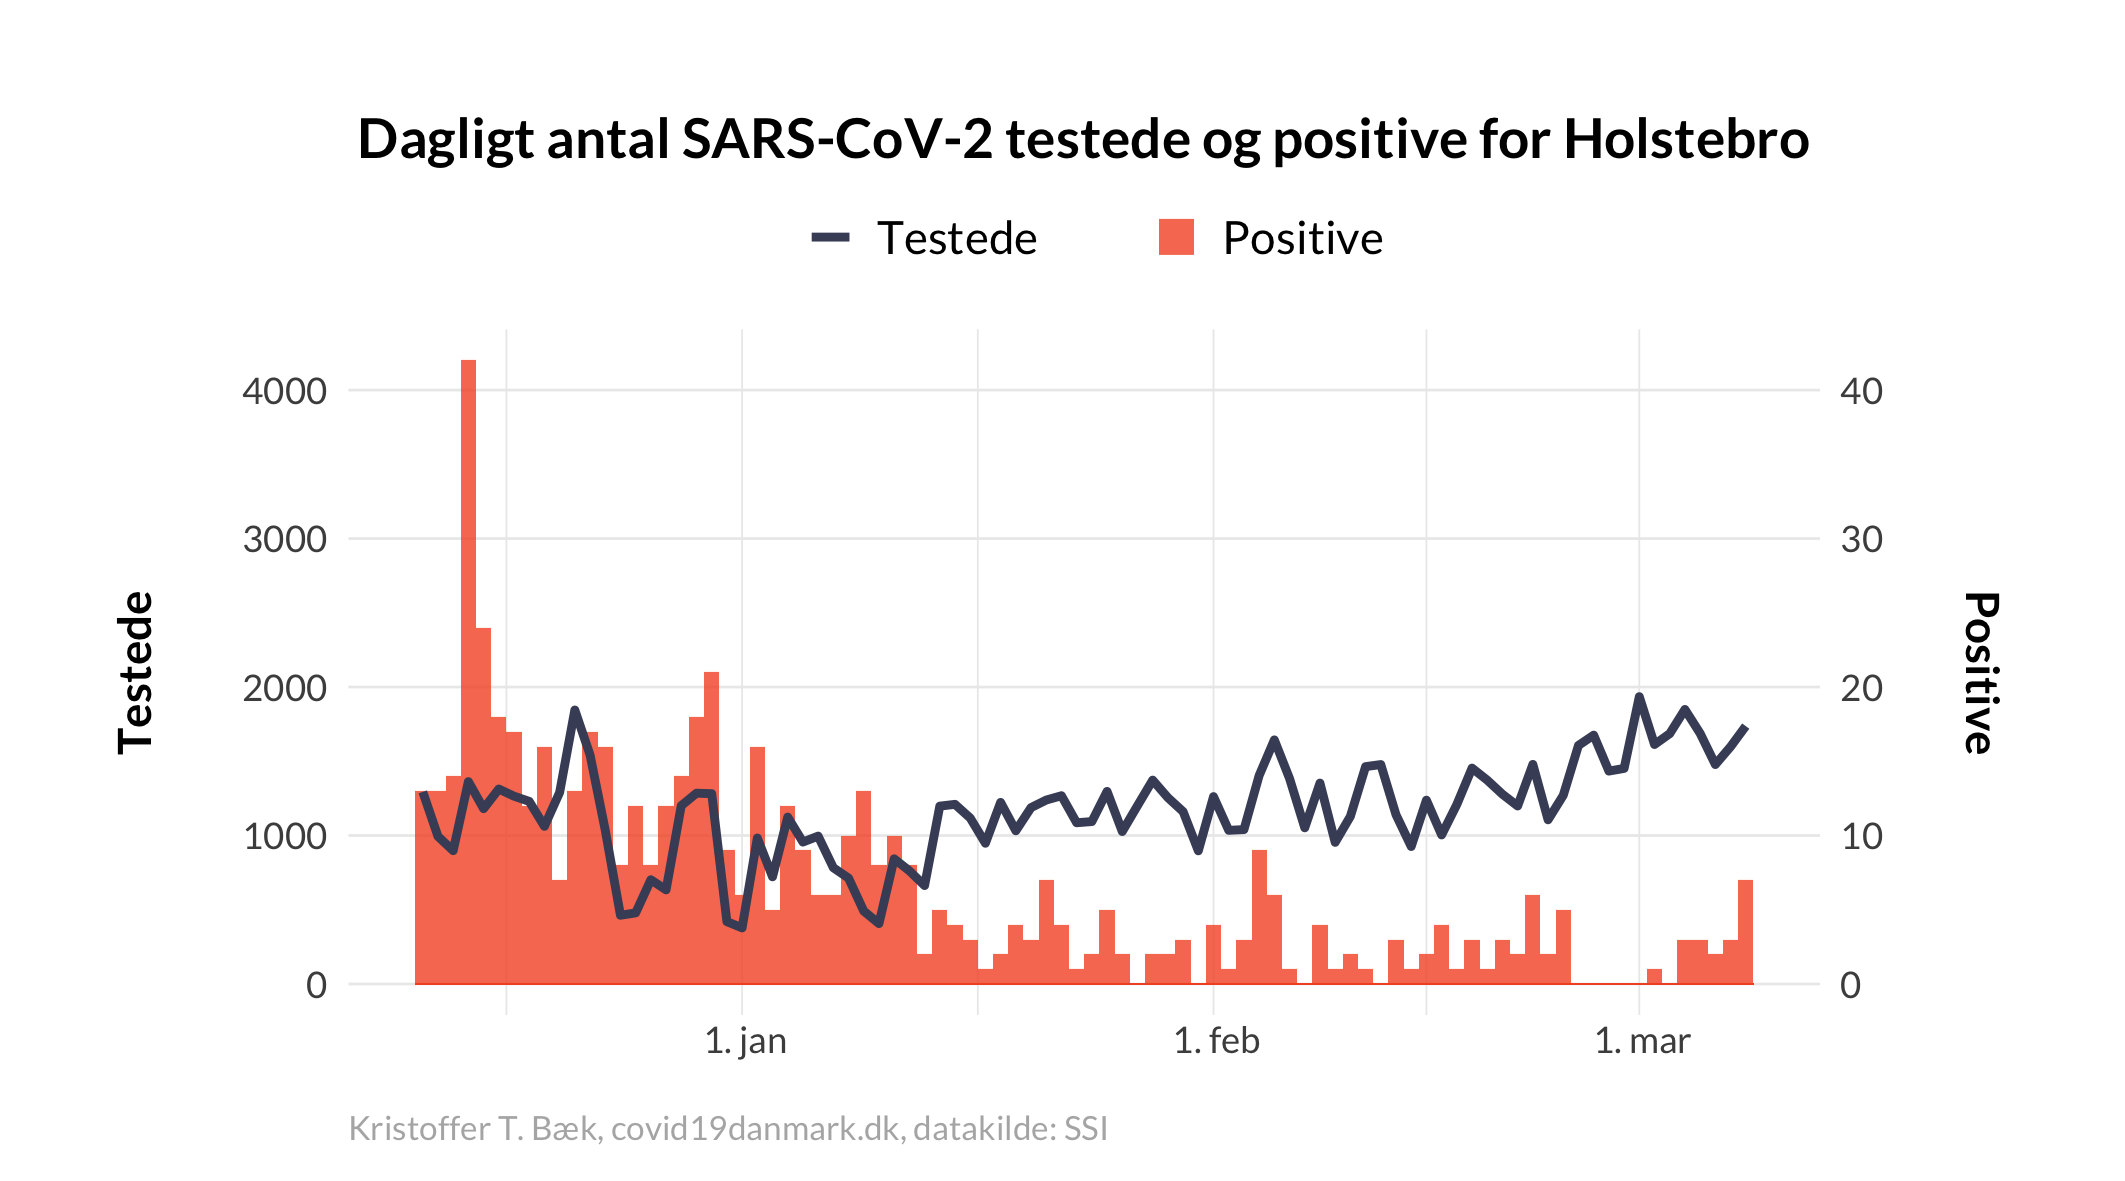 Dagligt antal SARS-CoV-2 testede og positive for Holstebro
Testede
Positive
4000
3000
2000
1000
0
40
30
20
10
0
Testede
Positive
1. jan
1. feb
1. mar
Kristoffer T. Bæk, covid19danmark.dk, datakilde: SSI